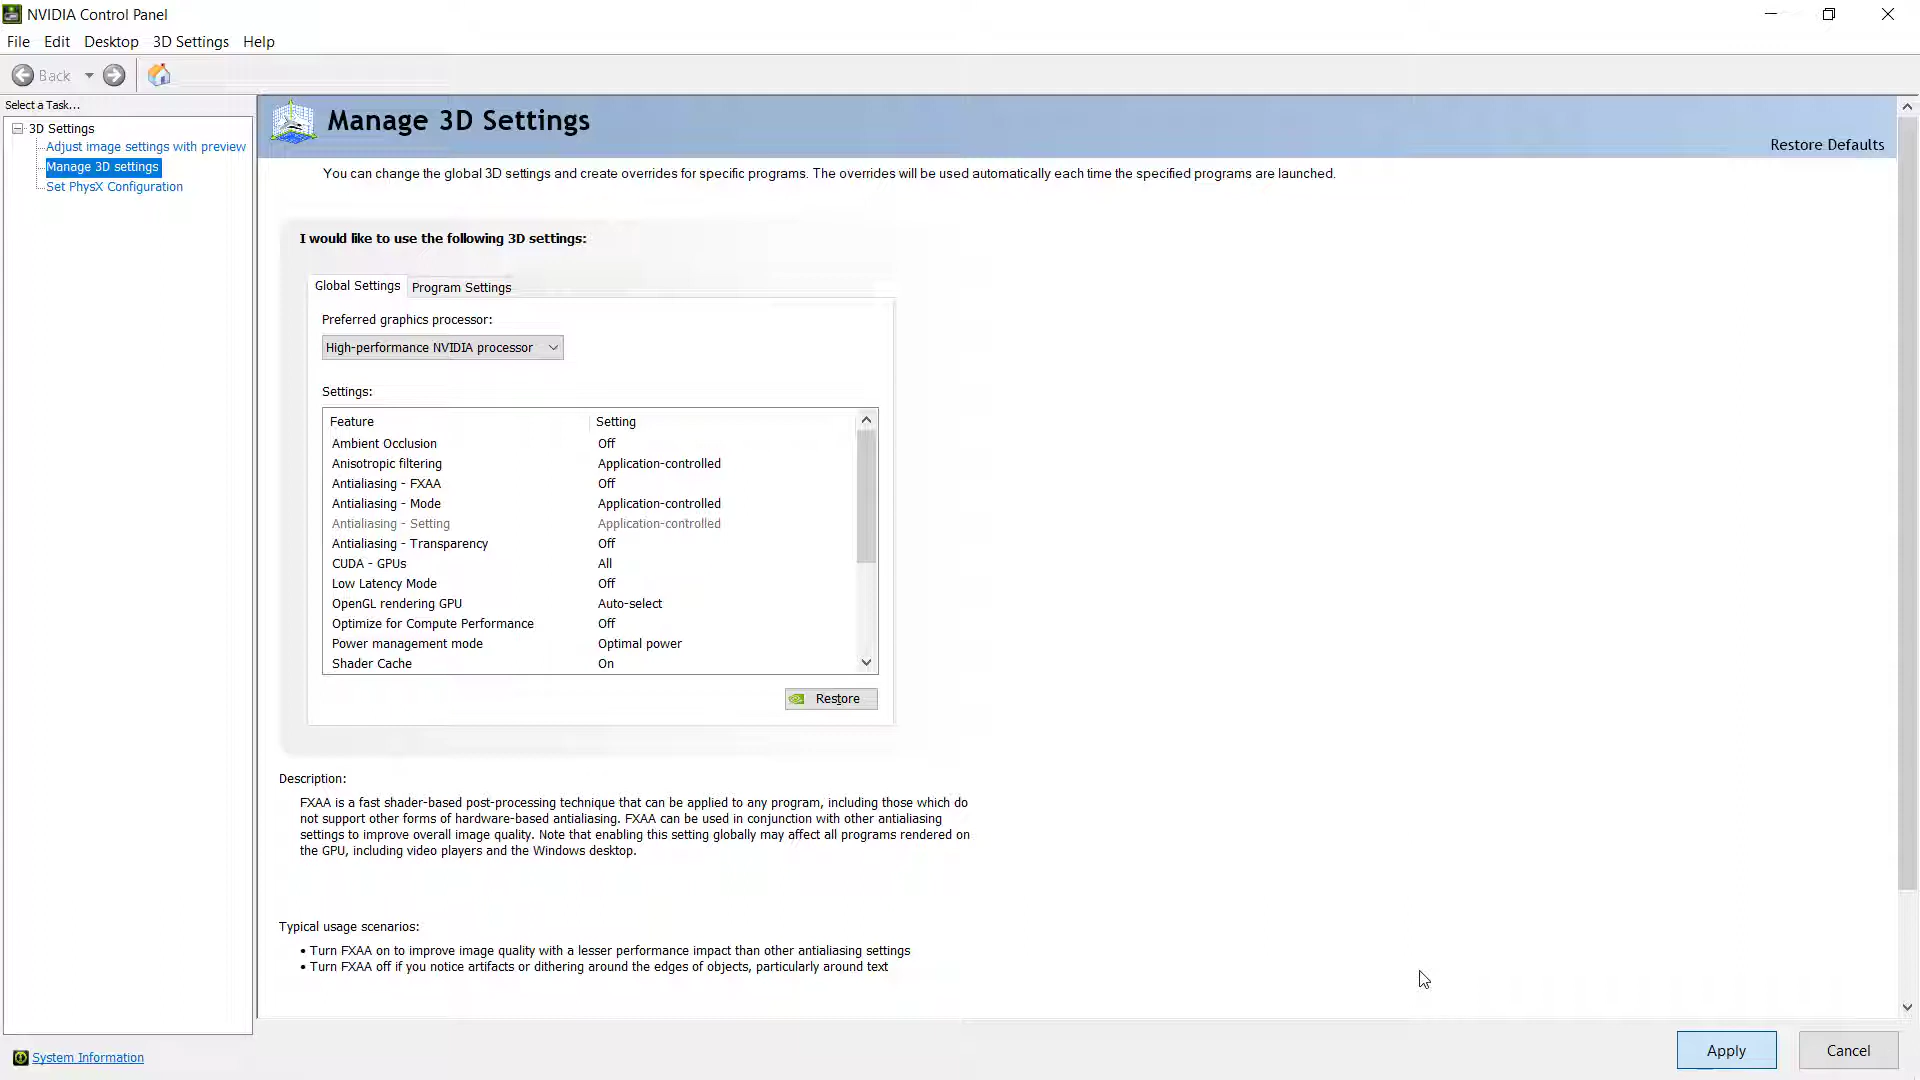 NVIDIA Control Panel
File Edit Desktop 3D Settings Help
Back
Select a Task...
3D Settings
Adjust image settings with preview
Manage 3D settings
Set PhysX Configuration
Manage 3D Settings
Restore Defaults
You can change the global 3D settings and create overrides for specific programs. The overrides will be used automatically each time the specified programs are launched.
I would like to use the following 3D settings:
Global Settings Program Settings
Preferred graphics processor:
High-performance NVIDIA processor
Settings:
Feature Setting
Ambient Occlusion Off
Anisotropic filtering Application-controlled
Antialiasing - FXAA Off
Antialiasing - Mode Application-controlled
Antialiasing - Setting Application-controlled
Antialiasing - Transparency Off
CUDA - GPUs All
Low Latency Mode Off
OpenGL rendering GPU Auto-select
Optimize for Compute Performance Off
Power management mode Optimal power
Shader Cache On
Restore
Description:
FXAA is a fast shader-based post-processing technique that can be applied to any program, including those which do
not support other forms of hardware-based antialiasing. FXAA can be used in conjunction with other antialiasing
settings to improve overall image quality. Note that enabling this setting globally may affect all programs rendered on
the GPU, including video players and the Windows desktop.
Typical usage scenarios:
• Turn FXAA on to improve image quality with a lesser performance impact than other antialiasing settings
• Turn FXAA off if you notice artifacts or dithering around the edges of objects, particularly around text
System Information
Apply Cancel